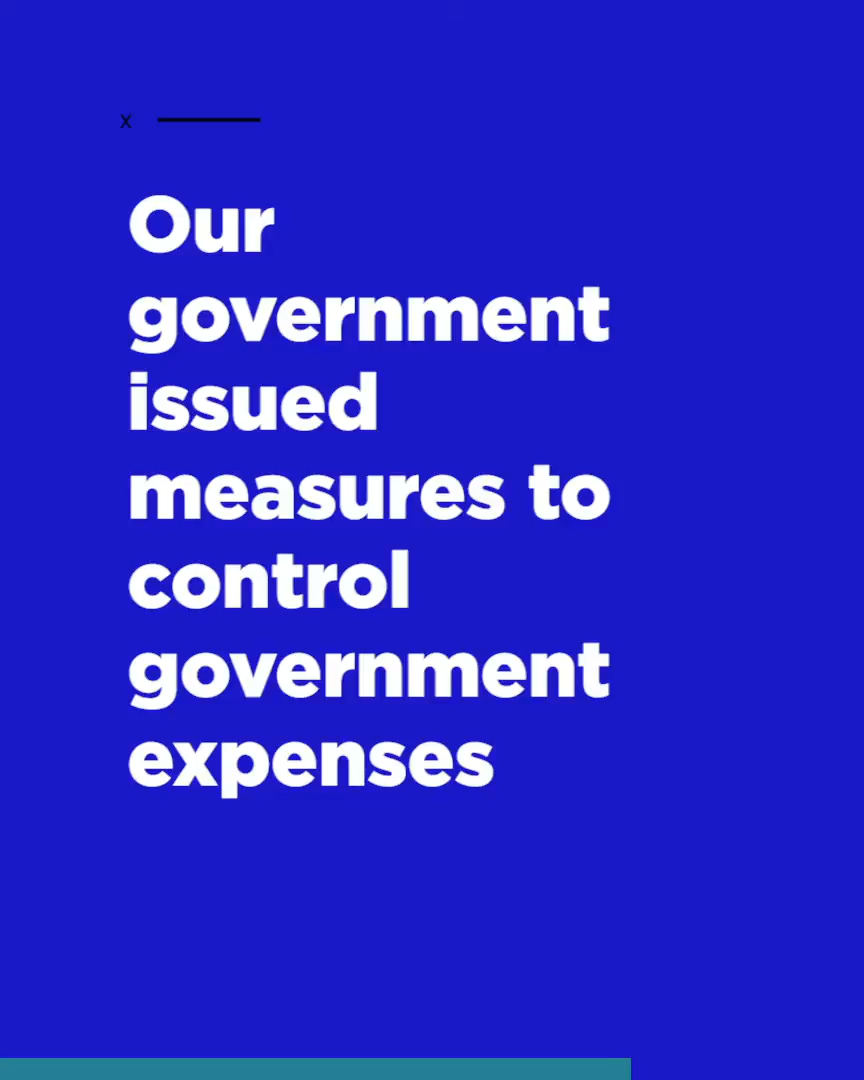 x
Our
government
issued
measures to
control
government
expenses